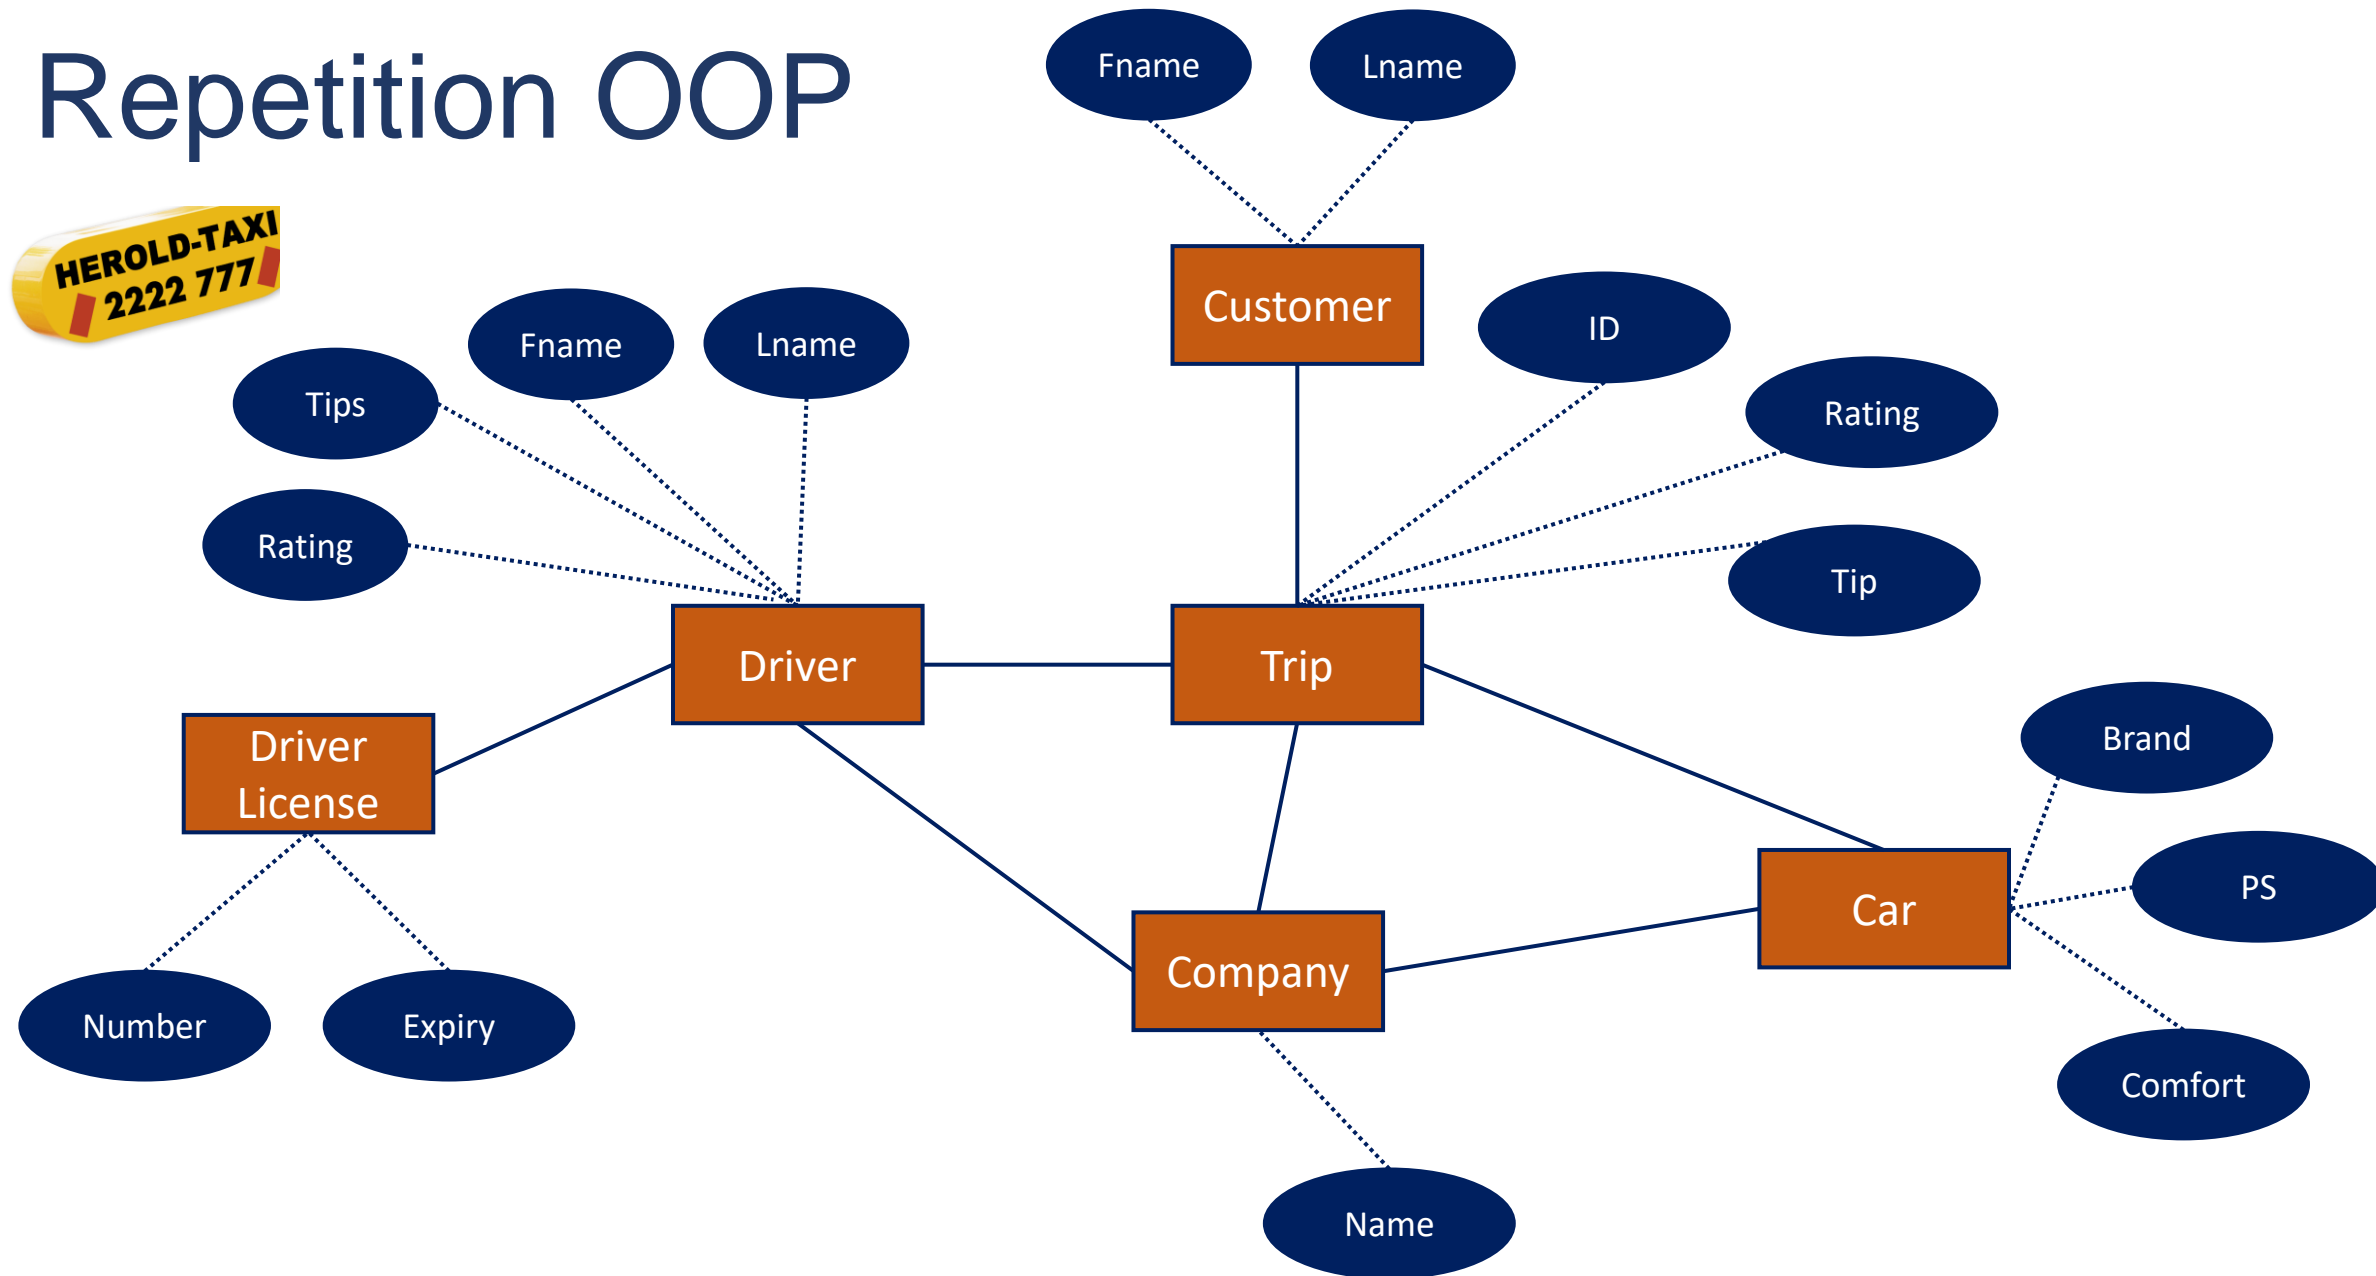 Repetition OOP
Fname
Lname
HEROLD-TAXI
2222 777
Customer
ID
Fname
Lname
Tips
Rating
Rating
Tip
Driver
Trip
Driver
License
Brand
PS
Car
Company
Number
Expiry
Comfort
Name